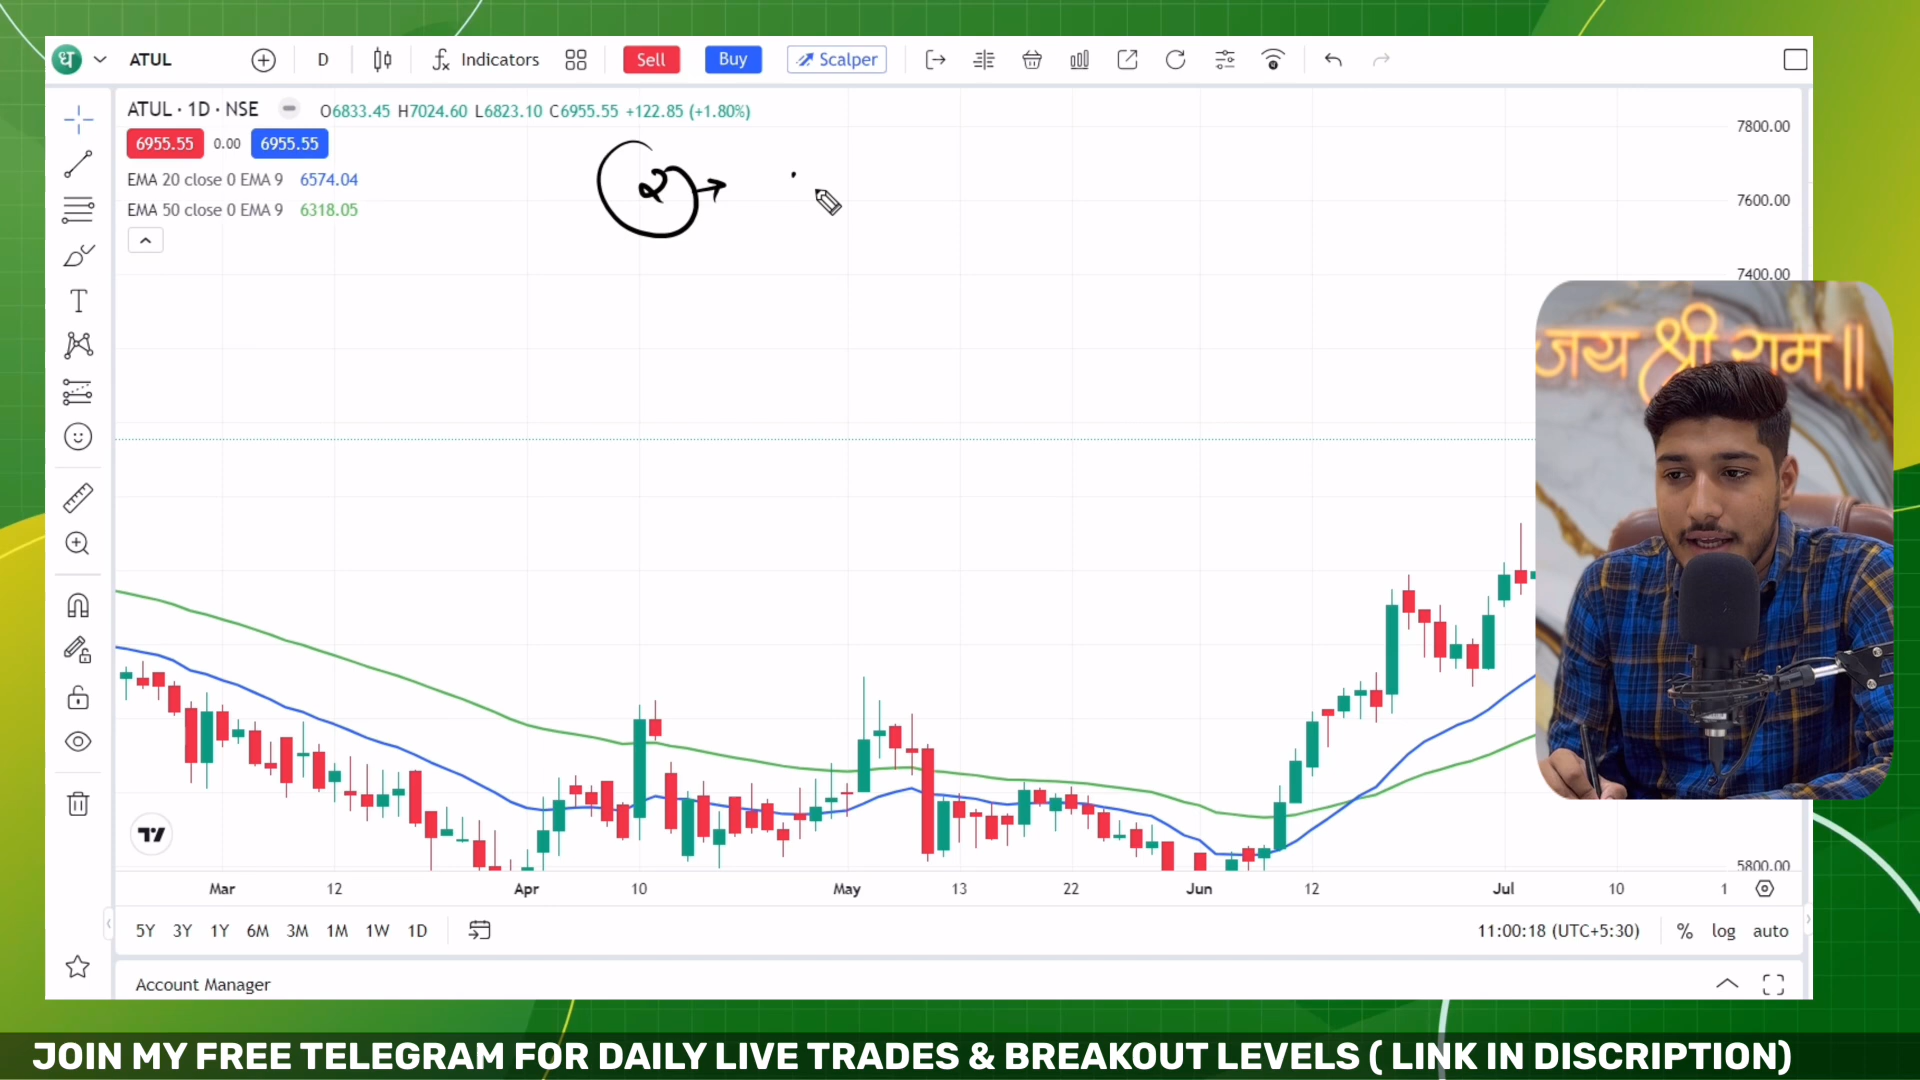 ध ATUL D Indicators Sell Buy Scalper
ATUL · 1D · NSE O6833.45 H7024.60 L6823.10 C6955.55 +122.85 (+1.80%)
6955.55 0.00 6955.55
EMA 20 close 0 EMA 9 6574.04
EMA 50 close 0 EMA 9 6318.05
2
7800.00
7600.00
7400.00
जय श्री राम ॥
5800.00
Mar 12 Apr 10 May 13 22 Jun 12 Jul 10 1
5Y 3Y 1Y 6M 3M 1M 1W 1D 11:00:18 (UTC+5:30) % log auto
Account Manager
JOIN MY FREE TELEGRAM FOR DAILY LIVE TRADES & BREAKOUT LEVELS ( LINK IN DISCRIPTION)